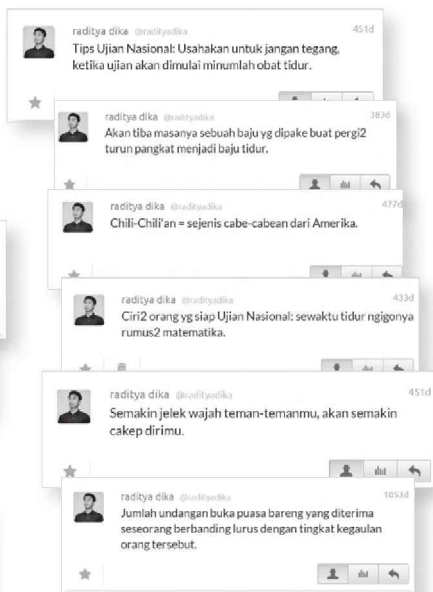 raditya dika @radityadika 451d
Tips Ujian Nasional: Usahakan untuk jangan tegang,
ketika ujian akan dimulai minumlah obat tidur.
raditya dika @radityadika 383d
Akan tiba masanya sebuah baju yg dipake buat pergi2
turun pangkat menjadi baju tidur.
raditya dika @radityadika 477d
Chili-Chili'an = sejenis cabe-cabean dari Amerika.
raditya dika @radityadika 433d
Ciri2 orang yg siap Ujian Nasional: sewaktu tidur ngigonya
rumus2 matematika.
raditya dika @radityadika 451d
Semakin jelek wajah teman-temanmu, akan semakin
cakep dirimu.
raditya dika @radityadika 1053d
Jumlah undangan buka puasa bareng yang diterima
seseorang berbanding lurus dengan tingkat kegaulan
orang tersebut.